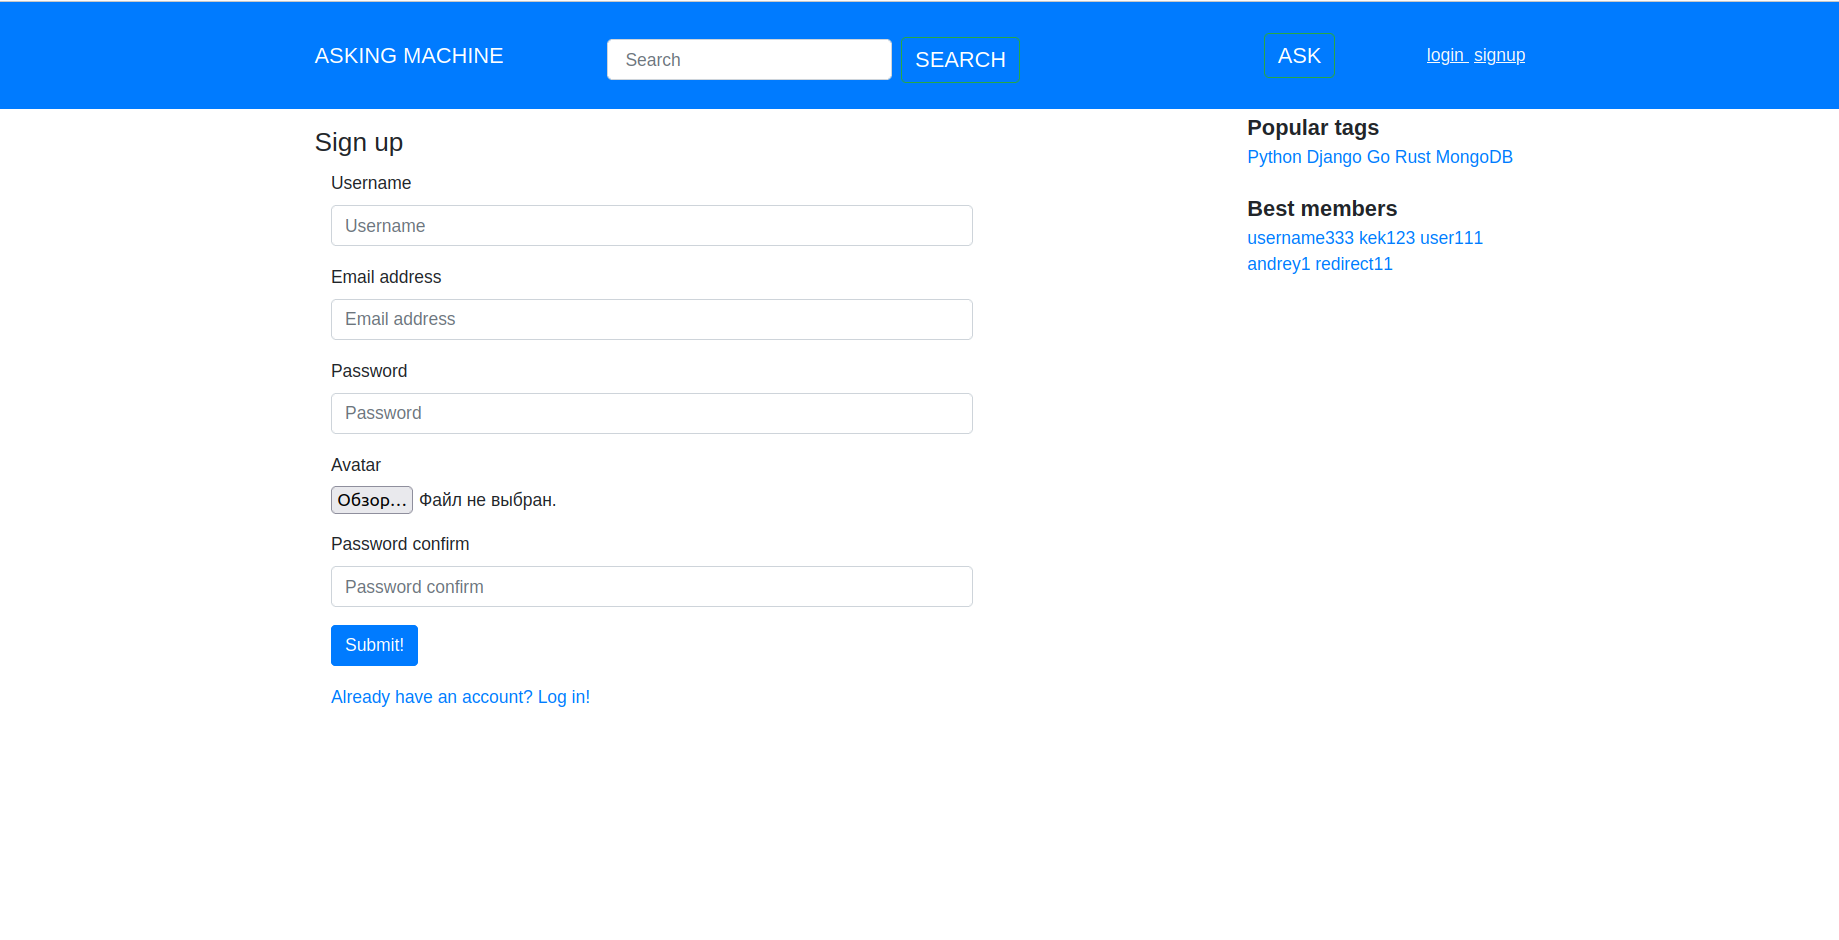 ASKING MACHINE Search SEARCH ASK login signup
Sign up
Username
Username
Email address
Email address
Password
Password
Avatar
Обзор... Файл не выбран.
Password confirm
Password confirm
Submit!
Already have an account? Log in!
Popular tags
Python Django Go Rust MongoDB
Best members
username333 kek123 user111
andrey1 redirect11